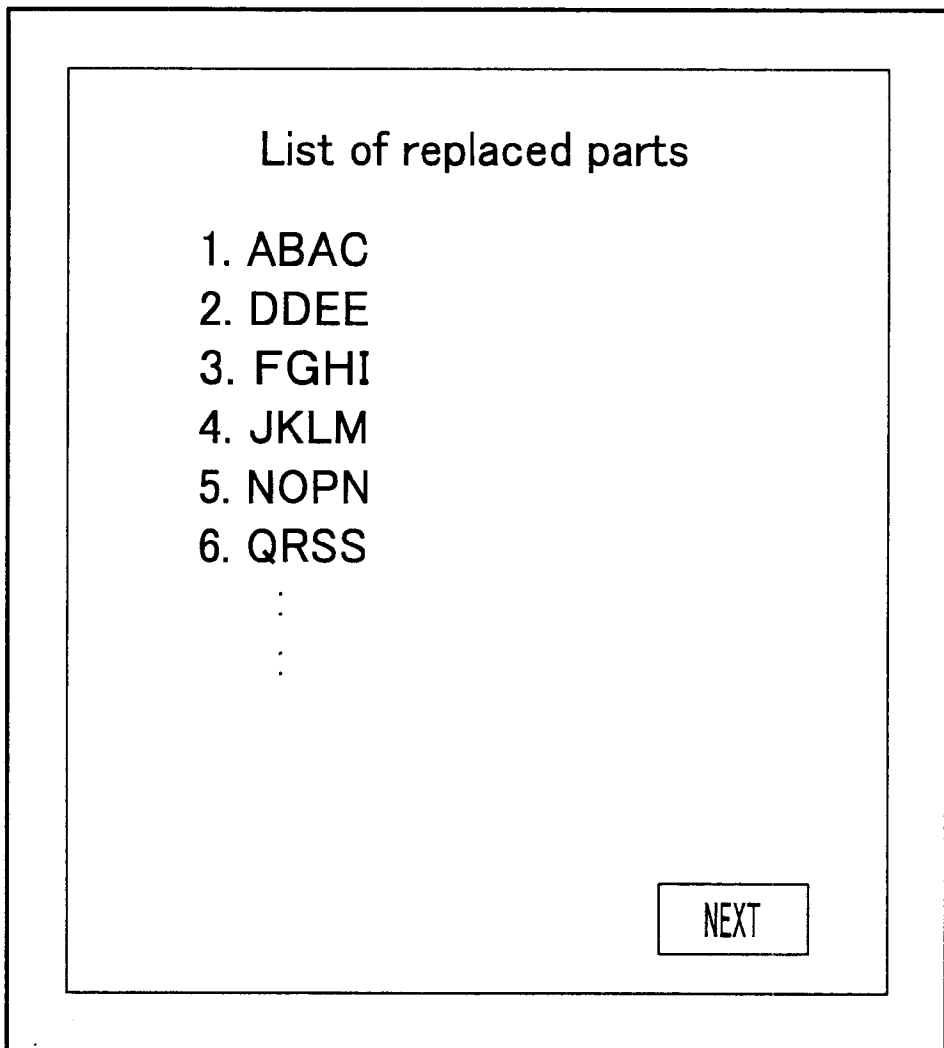 List of replaced parts
1. ABAC
2. DDEE
3. FGHI
4. JKLM
5. NOPN
6. QRSS
:
:
NEXT